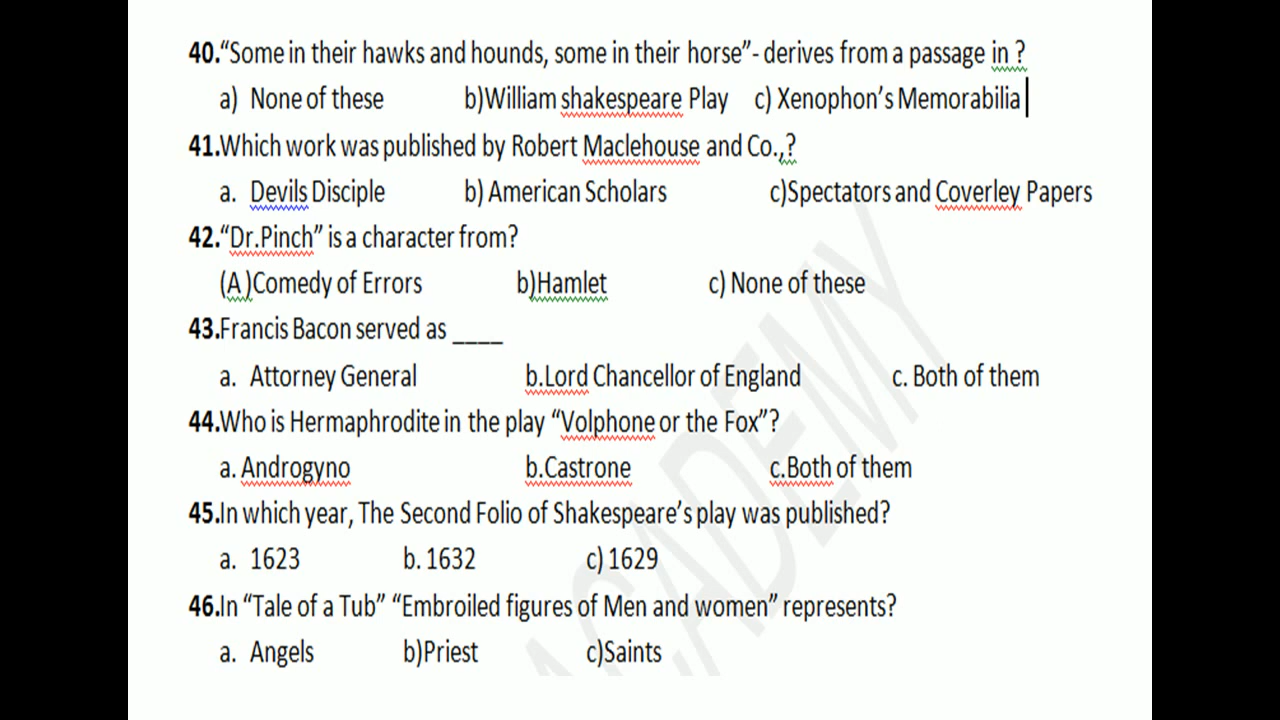 40.“Some in their hawks and hounds, some in their horse”- derives from a passage in ?
a) None of these b)William shakespeare Play c) Xenophon’s Memorabilia
41.Which work was published by Robert Maclehouse and Co.,?
a. Devils Disciple b) American Scholars c)Spectators and Coverley Papers
42.“Dr.Pinch” is a character from?
(A )Comedy of Errors b)Hamlet c) None of these
43.Francis Bacon served as ____
a. Attorney General b.Lord Chancellor of England c. Both of them
44.Who is Hermaphrodite in the play “Volphone or the Fox”?
a. Androgyno b.Castrone c.Both of them
45.In which year, The Second Folio of Shakespeare’s play was published?
a. 1623 b. 1632 c) 1629
46.In “Tale of a Tub” “Embroiled figures of Men and women” represents?
a. Angels b)Priest c)Saints
ACADEMY